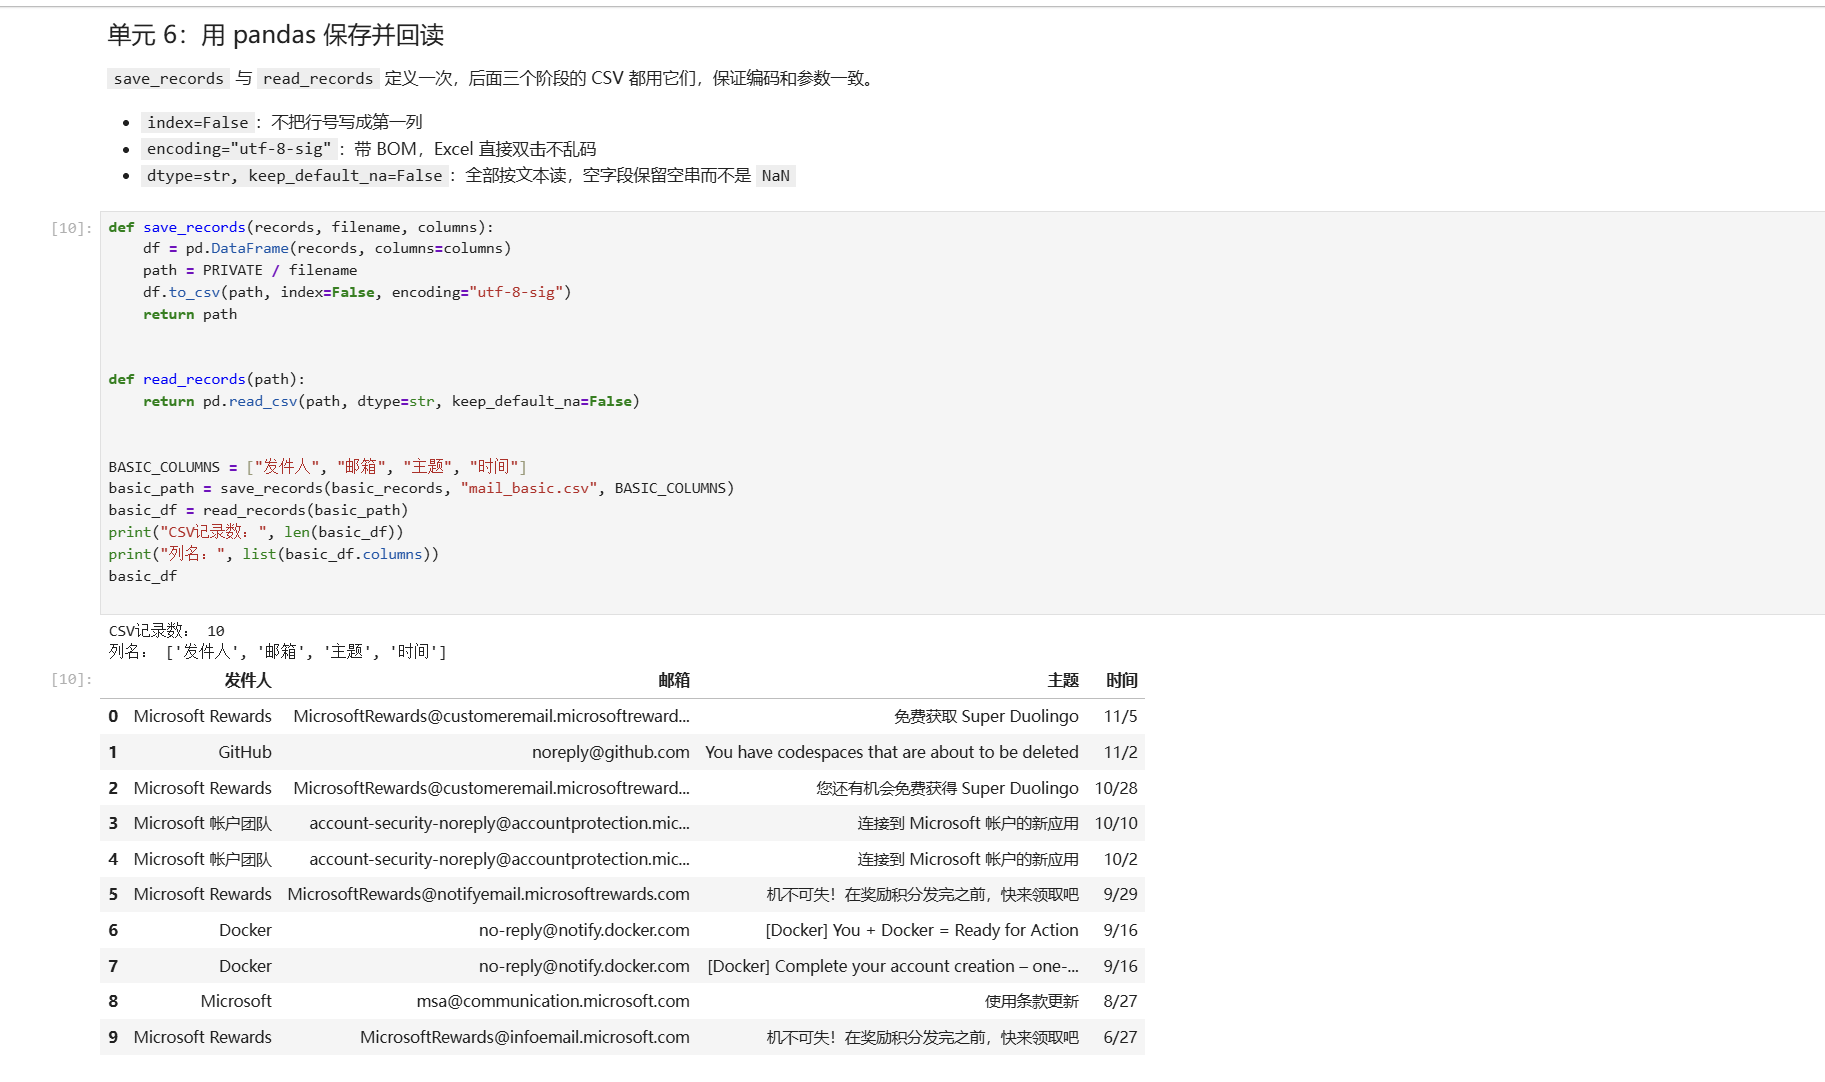 单元 6：用 pandas 保存并回读
save_records 与 read_records 定义一次，后面三个阶段的 CSV 都用它们，保证编码和参数一致。
• index=False：不把行号写成第一列
• encoding="utf-8-sig"：带 BOM，Excel 直接双击不乱码
• dtype=str, keep_default_na=False：全部按文本读，空字段保留空串而不是 NaN
[10]:
def save_records(records, filename, columns):
    df = pd.DataFrame(records, columns=columns)
    path = PRIVATE / filename
    df.to_csv(path, index=False, encoding="utf-8-sig")
    return path
def read_records(path):
    return pd.read_csv(path, dtype=str, keep_default_na=False)
BASIC_COLUMNS = ["发件人", "邮箱", "主题", "时间"]
basic_path = save_records(basic_records, "mail_basic.csv", BASIC_COLUMNS)
basic_df = read_records(basic_path)
print("CSV记录数：", len(basic_df))
print("列名：", list(basic_df.columns))
basic_df
CSV记录数： 10
列名： ['发件人', '邮箱', '主题', '时间']
[10]:
发件人 邮箱 主题 时间
0 Microsoft Rewards MicrosoftRewards@customeremail.microsoftreward... 免费获取 Super Duolingo 11/5
1 GitHub noreply@github.com You have codespaces that are about to be deleted 11/2
2 Microsoft Rewards MicrosoftRewards@customeremail.microsoftreward... 您还有机会免费获得 Super Duolingo 10/28
3 Microsoft 帐户团队 account-security-noreply@accountprotection.mic... 连接到 Microsoft 帐户的新应用 10/10
4 Microsoft 帐户团队 account-security-noreply@accountprotection.mic... 连接到 Microsoft 帐户的新应用 10/2
5 Microsoft Rewards MicrosoftRewards@notifyemail.microsoftrewards.com 机不可失！在奖励积分发完之前，快来领取吧 9/29
6 Docker no-reply@notify.docker.com [Docker] You + Docker = Ready for Action 9/16
7 Docker no-reply@notify.docker.com [Docker] Complete your account creation – one-... 9/16
8 Microsoft msa@communication.microsoft.com 使用条款更新 8/27
9 Microsoft Rewards MicrosoftRewards@infoemail.microsoft.com 机不可失！在奖励积分发完之前，快来领取吧 6/27